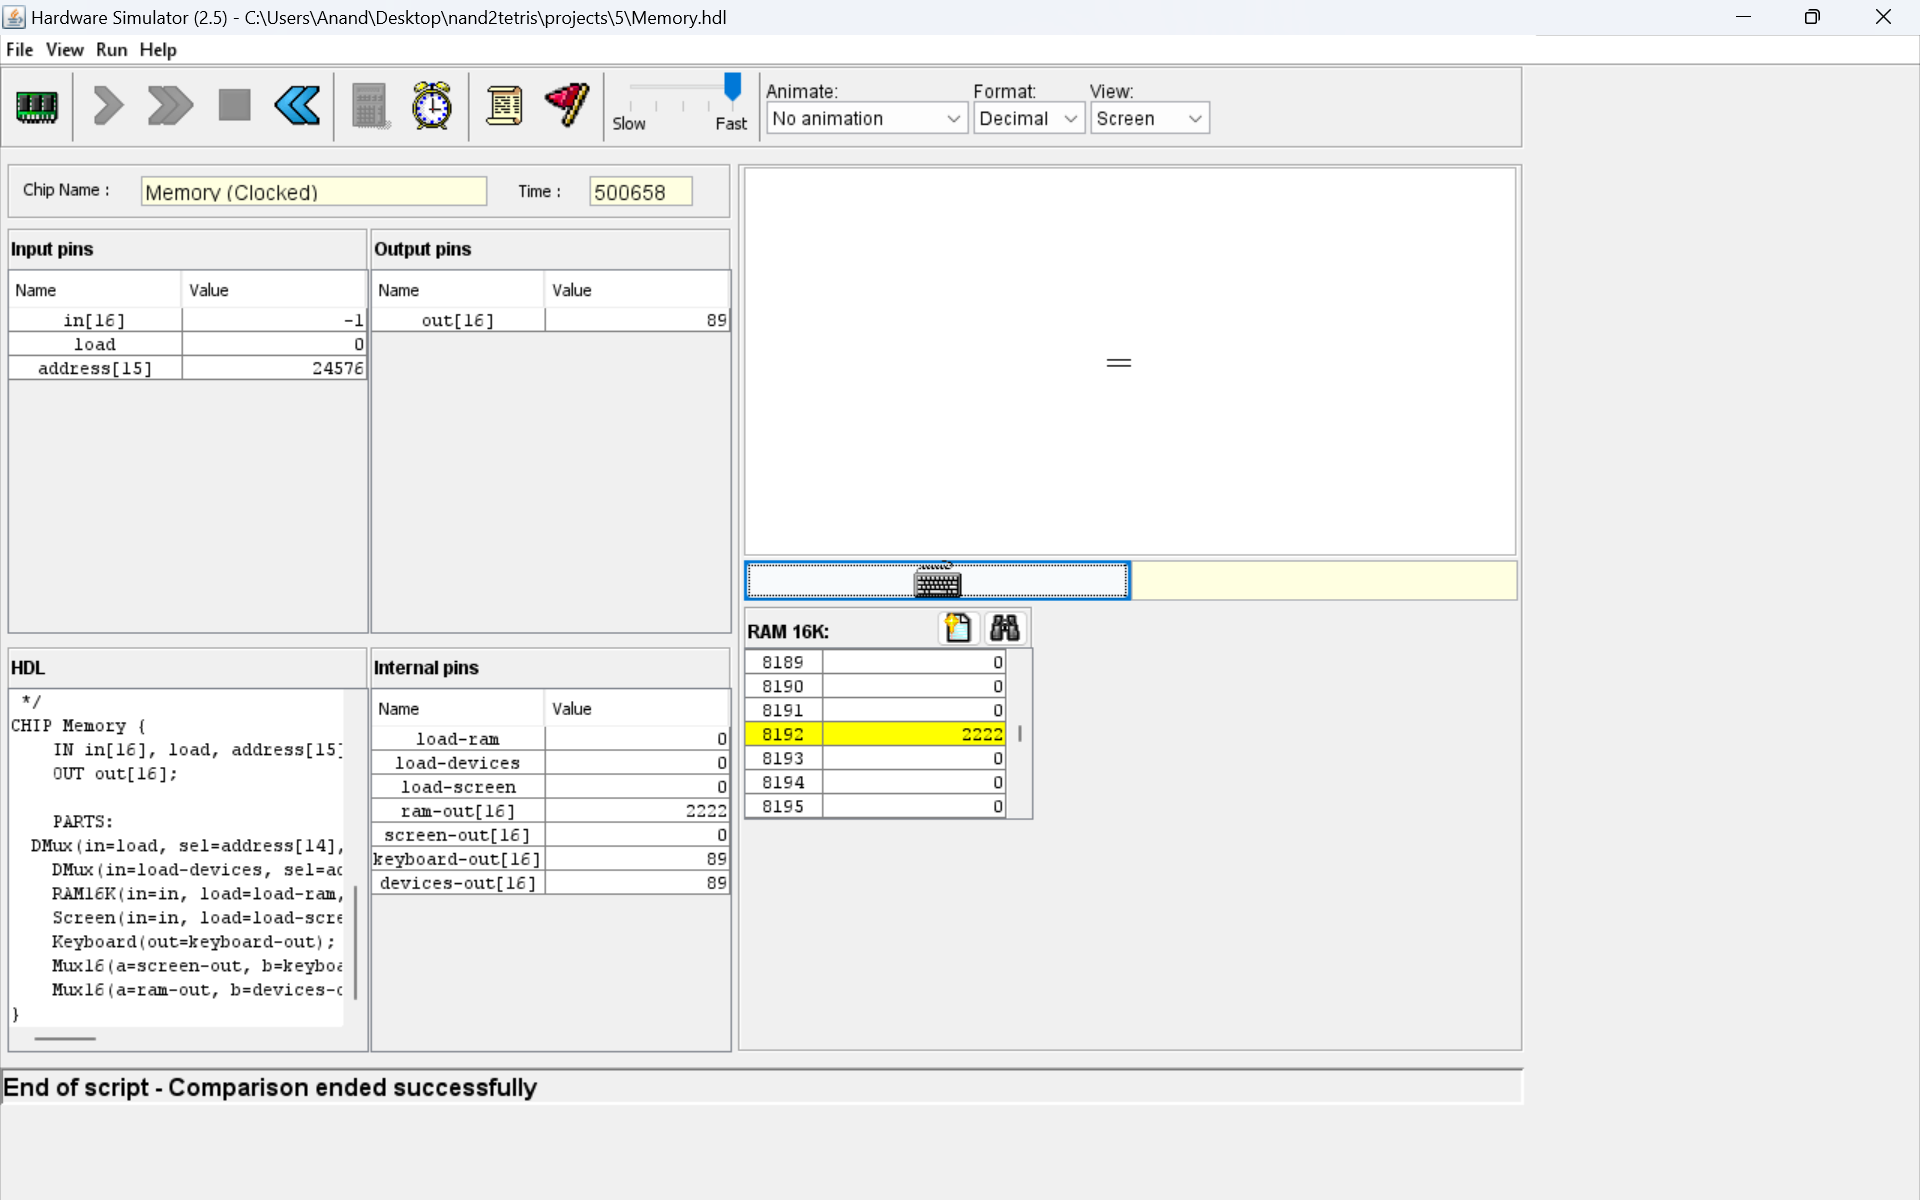 Hardware Simulator (2.5) - C:\Users\Anand\Desktop\nand2tetris\projects\5\Memory.hdl
File View Run Help
Slow Fast
Animate: Format: View:
No animation Decimal Screen
Chip Name : Memory (Clocked) Time : 500658
Input pins
Name Value
in[16] -1
load 0
address[15] 24576
Output pins
Name Value
out[16] 89
HDL
*/
CHIP Memory {
IN in[16], load, address[15]
OUT out[16];
PARTS:
DMux(in=load, sel=address[14],
DMux(in=load-devices, sel=ad
RAM16K(in=in, load=load-ram,
Screen(in=in, load=load-scre
Keyboard(out=keyboard-out);
Mux16(a=screen-out, b=keyboa
Mux16(a=ram-out, b=devices-o
}
Internal pins
Name Value
load-ram 0
load-devices 0
load-screen 0
ram-out[16] 2222
screen-out[16] 0
keyboard-out[16] 89
devices-out[16] 89
RAM 16K:
8189 0
8190 0
8191 0
8192 2222
8193 0
8194 0
8195 0
End of script - Comparison ended successfully